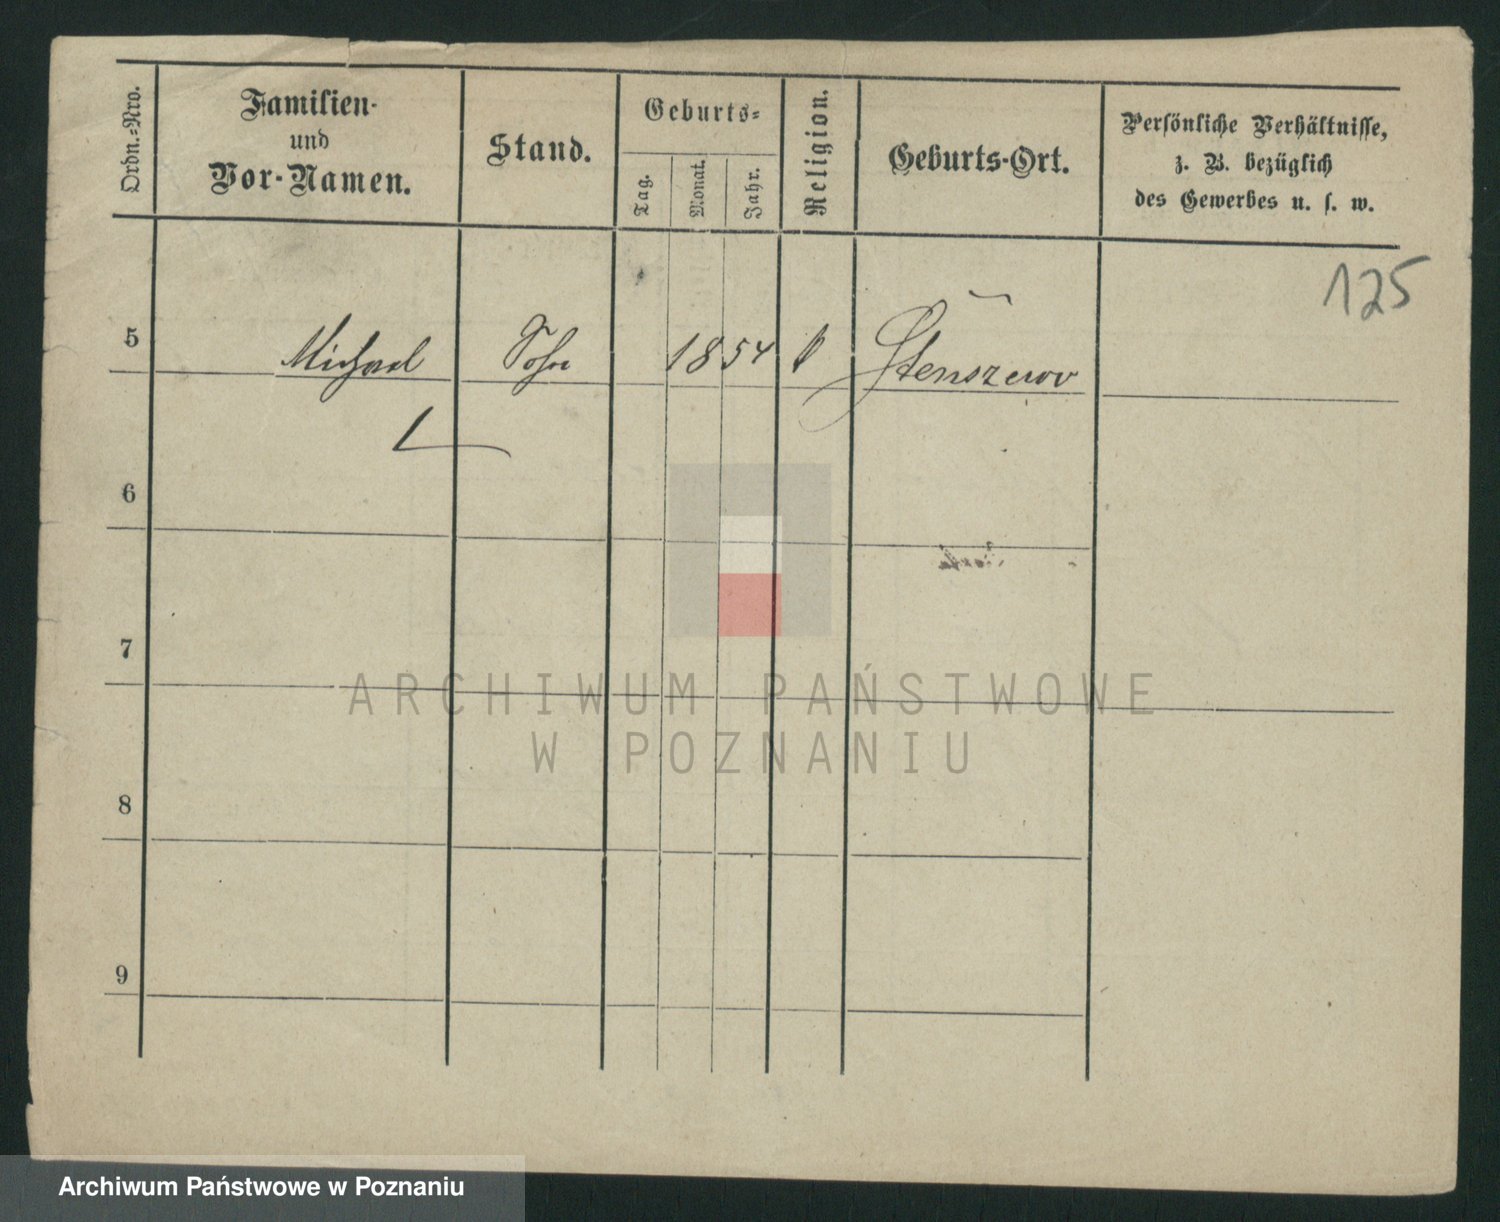 Ordn.-Nro.
Familien-
und
Vor-Namen.
Stand.
Geburts-
Tag.
Monat.
Jahr.
Religion.
Geburts-Ort.
Persönliche Verhältnisse,
z. B. bezüglich
des Gewerbes u. s. w.
125
5 Michael Sohn 1854 k Stenszewo
6
7
8
9
ARCHIWUM PAŃSTWOWE
W POZNANIU
Archiwum Państwowe w Poznaniu